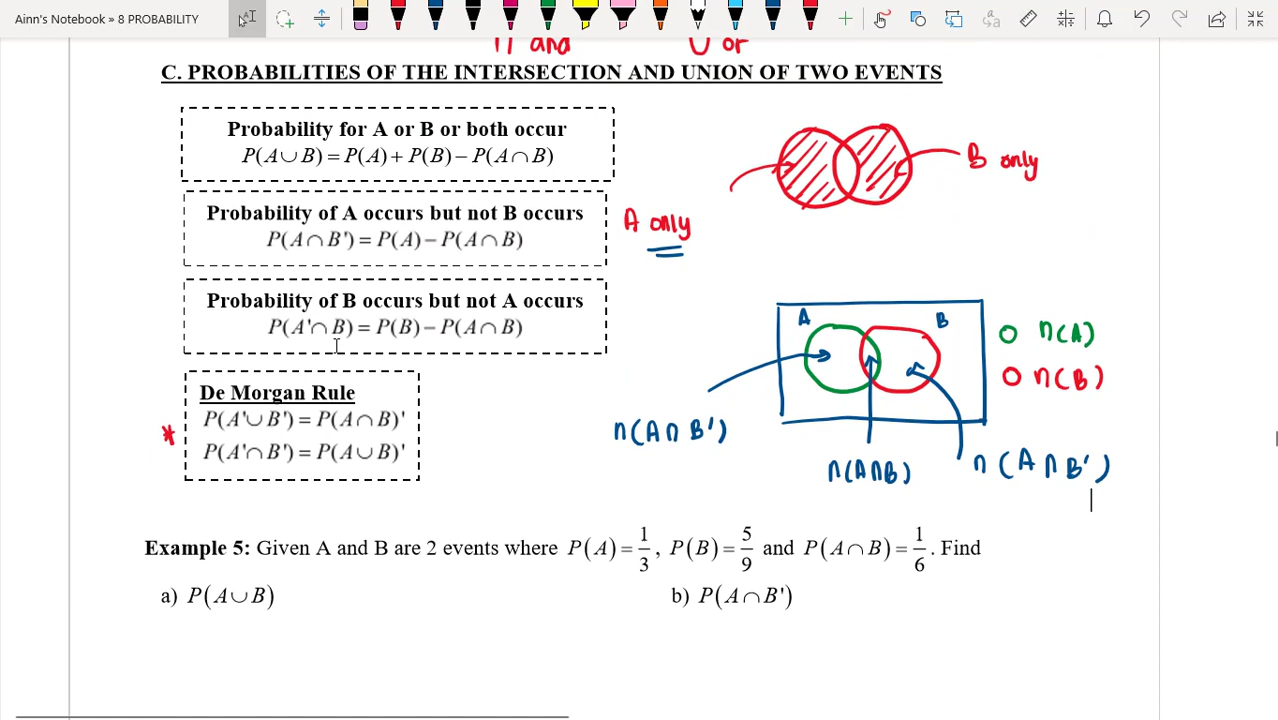 Ainn's Notebook » 8 PROBABILITY
∩ and ∪ or
C. PROBABILITIES OF THE INTERSECTION AND UNION OF TWO EVENTS
Probability for A or B or both occur
P(A∪B)=P(A)+P(B)−P(A∩B)
B only
Probability of A occurs but not B occurs
P(A∩B')=P(A)−P(A∩B)
A only
Probability of B occurs but not A occurs
P(A'∩B)=P(B)−P(A∩B)
A B
n(A)
n(B)
De Morgan Rule
P(A'∪B')=P(A∩B)'
*
P(A'∩B')=P(A∪B)'
n(A∩B')
n(A∩B)
n(A∩B')
Example 5: Given A and B are 2 events where P(A)=1/3, P(B)=5/9 and P(A∩B)=1/6. Find
a) P(A∪B) b) P(A∩B')